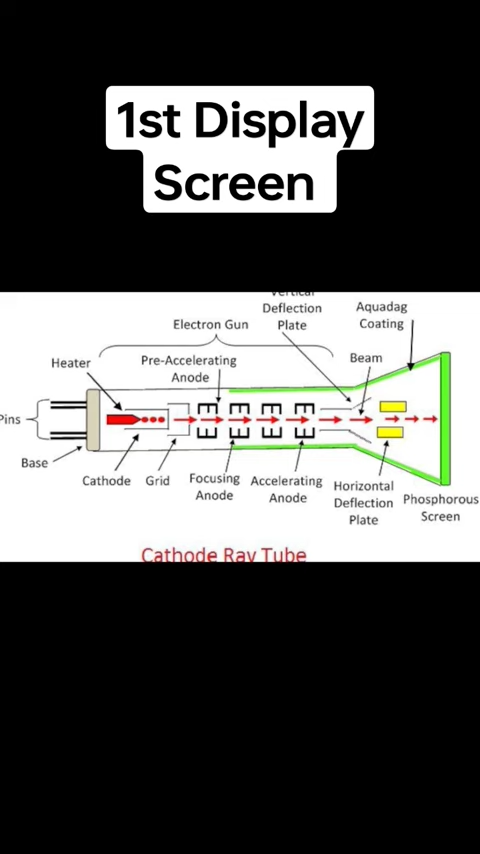 1st Display
Screen
Vertical
Deflection
Plate
Aquadag
Coating
Electron Gun
Beam
Heater
Pre-Accelerating
Anode
Pins
Base
Cathode
Grid
Focusing
Anode
Accelerating
Anode
Horizontal
Deflection
Plate
Phosphorous
Screen
Cathode Ray Tube